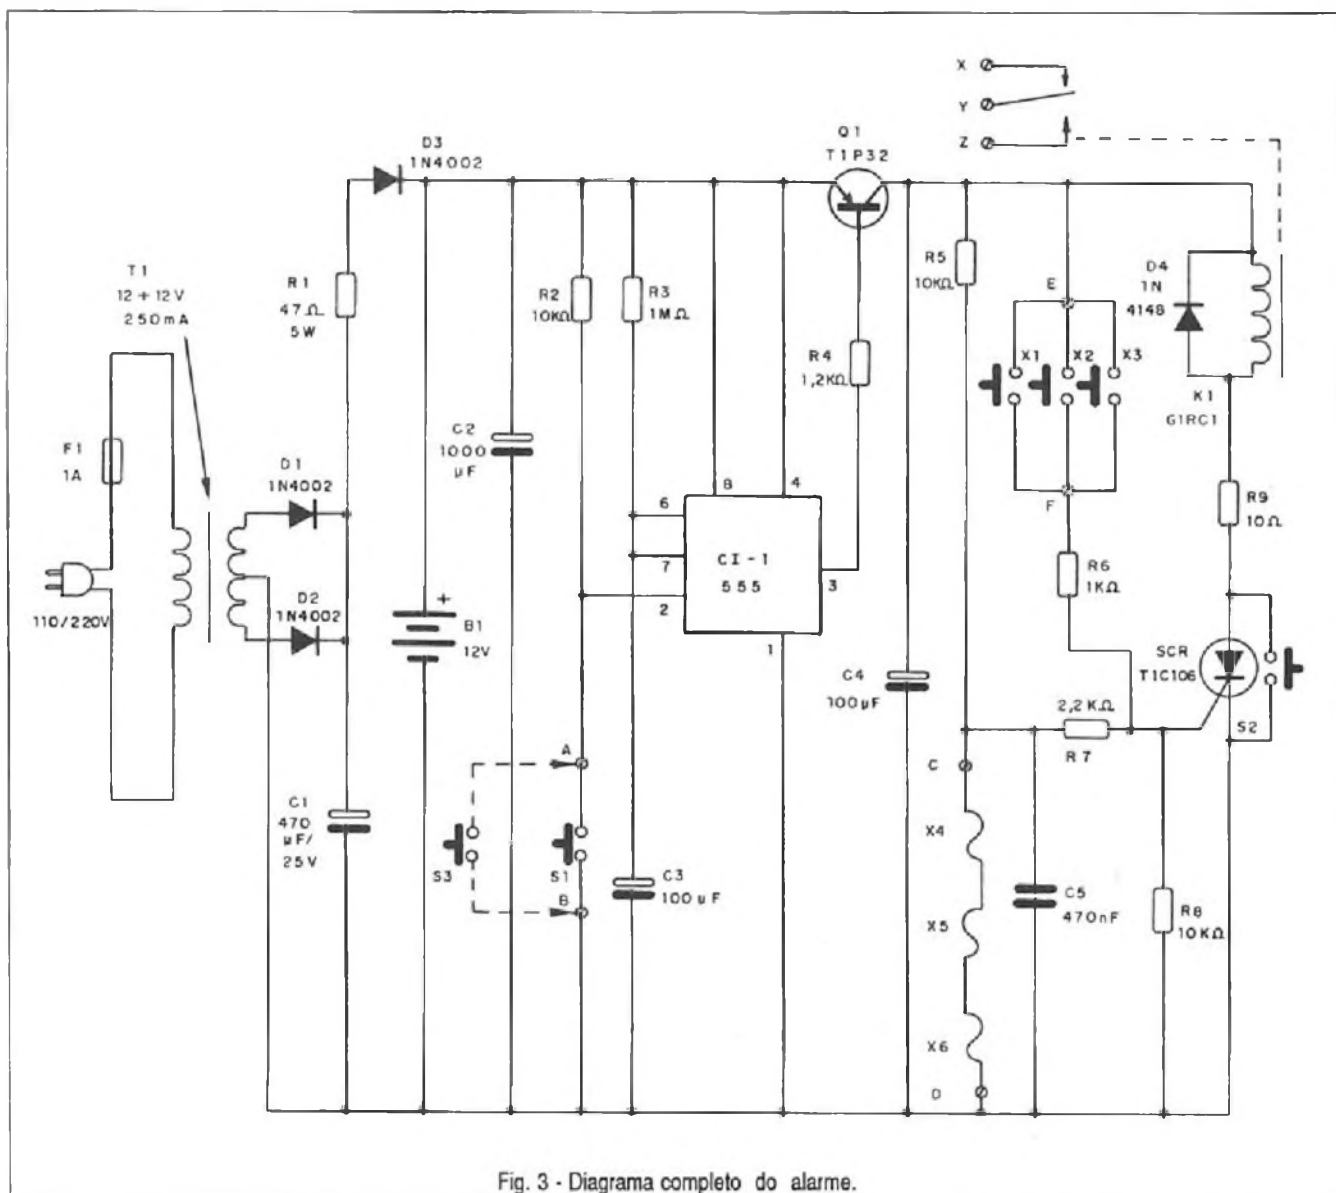 X
Y
Z
Q1
T1P32
D3
1N4002
T1
12 + 12V
250mA
R1
47Ω
5W
R2
10KΩ
R3
1MΩ
R4
1,2KΩ
R5
10KΩ
E
D4
1N
4148
X1
X2
X3
K1
G1RC1
F1
1A
D1
1N4002
C2
1000
μF
8
4
6
7
2
3
1
CI-1
555
F
R9
10Ω
R6
1KΩ
D2
1N4002
110/220V
+
B1
12V
SCR
T1C106
S2
C4
100μF
2,2KΩ
R7
A
C
C1
470
μF/
25V
S3
S1
B
C3
100μF
X4
X5
X6
D
C5
470nF
R8
10KΩ
Fig. 3 - Diagrama completo do alarme.